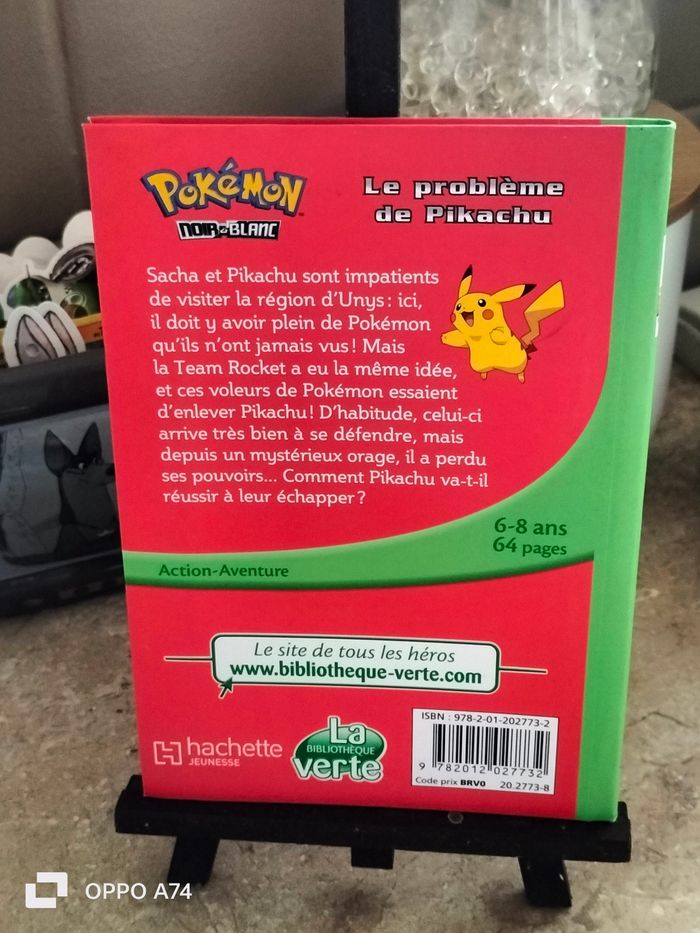 POKÉMON
NOIR & BLANC
Le problème
de Pikachu
Sacha et Pikachu sont impatients
de visiter la région d'Unys : ici,
il doit y avoir plein de Pokémon
qu'ils n'ont jamais vus ! Mais
la Team Rocket a eu la même idée,
et ces voleurs de Pokémon essaient
d'enlever Pikachu ! D'habitude, celui-ci
arrive très bien à se défendre, mais
depuis un mystérieux orage, il a perdu
ses pouvoirs... Comment Pikachu va-t-il
réussir à leur échapper ?
6-8 ans
64 pages
Action-Aventure
Le site de tous les héros
www.bibliotheque-verte.com
hachette
JEUNESSE
La
BIBLIOTHÈQUE
verte
ISBN : 978-2-01-202773-2
9 782012 027732
Code prix BRV0 20.2773-8
OPPO A74